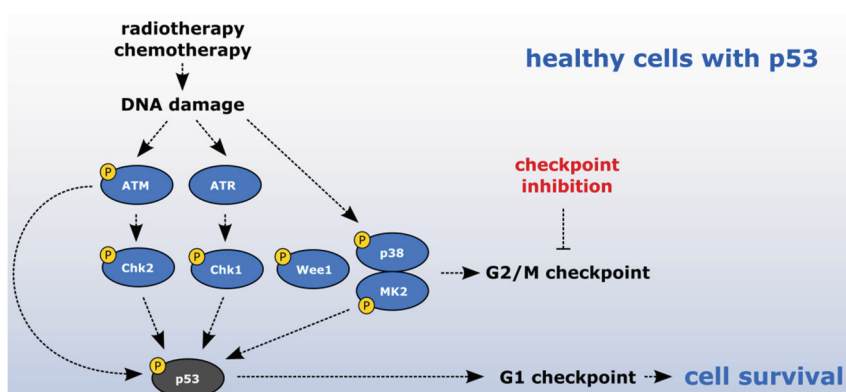 radiotherapy
chemotherapy
healthy cells with p53
DNA damage
checkpoint
inhibition
P
ATM
ATR
P
Chk2
P
Chk1
P
Wee1
P
p38
MK2
P
G2/M checkpoint
P
p53
G1 checkpoint
cell survival